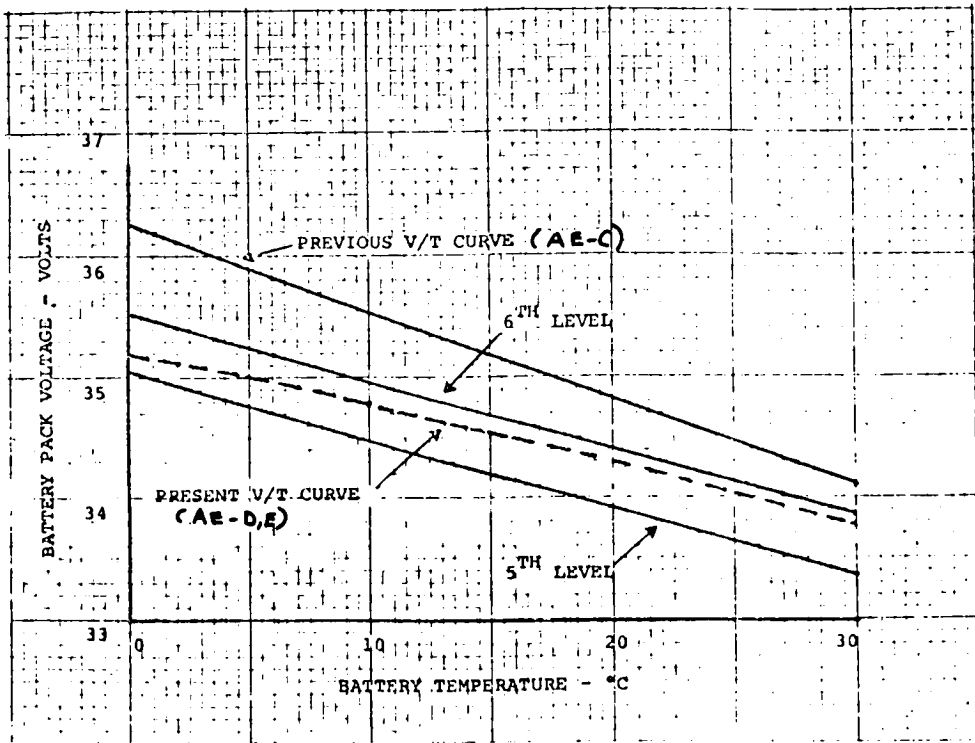 37
36
35
34
33
BATTERY PACK VOLTAGE - VOLTS
PREVIOUS V/T CURVE (AE-C)
6TH LEVEL
PRESENT V/T CURVE
(AE-D,E)
5TH LEVEL
0 10 20 30
BATTERY TEMPERATURE - °C